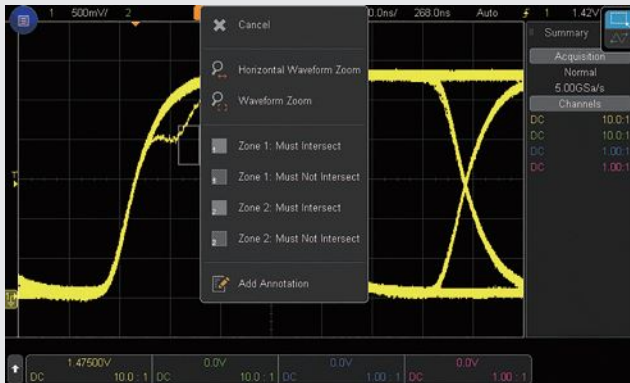 1 500mV/ 2 0.0ns/ 268.0ns Auto 1 1.42V
Cancel
Summary
Acquisition
Horizontal Waveform Zoom
Normal
5.00GSa/s
Waveform Zoom
Channels
DC 10.0:1
DC 10.0:1
DC 1.00:1
DC 1.00:1
1 Zone 1: Must Intersect
1 Zone 1: Must Not Intersect
2 Zone 2: Must Intersect
2 Zone 2: Must Not Intersect
Add Annotation
T
1.47500V 0.0V 0.0V 0.0V
DC 10.0 : 1 DC 10.0 : 1 DC 1.00 : 1 DC 1.00 : 1